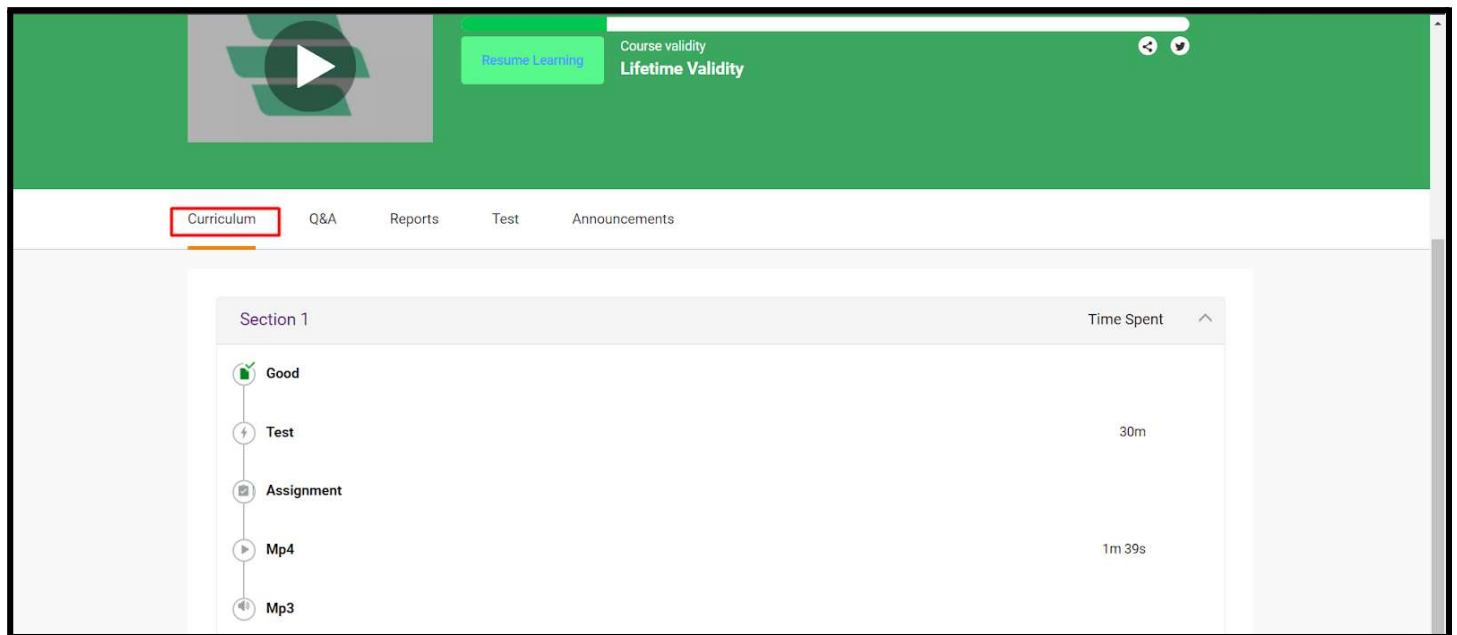 Resume Learning
Course validity
Lifetime Validity
Curriculum Q&A Reports Test Announcements
Section 1 Time Spent
Good
Test 30m
Assignment
Mp4 1m 39s
Mp3